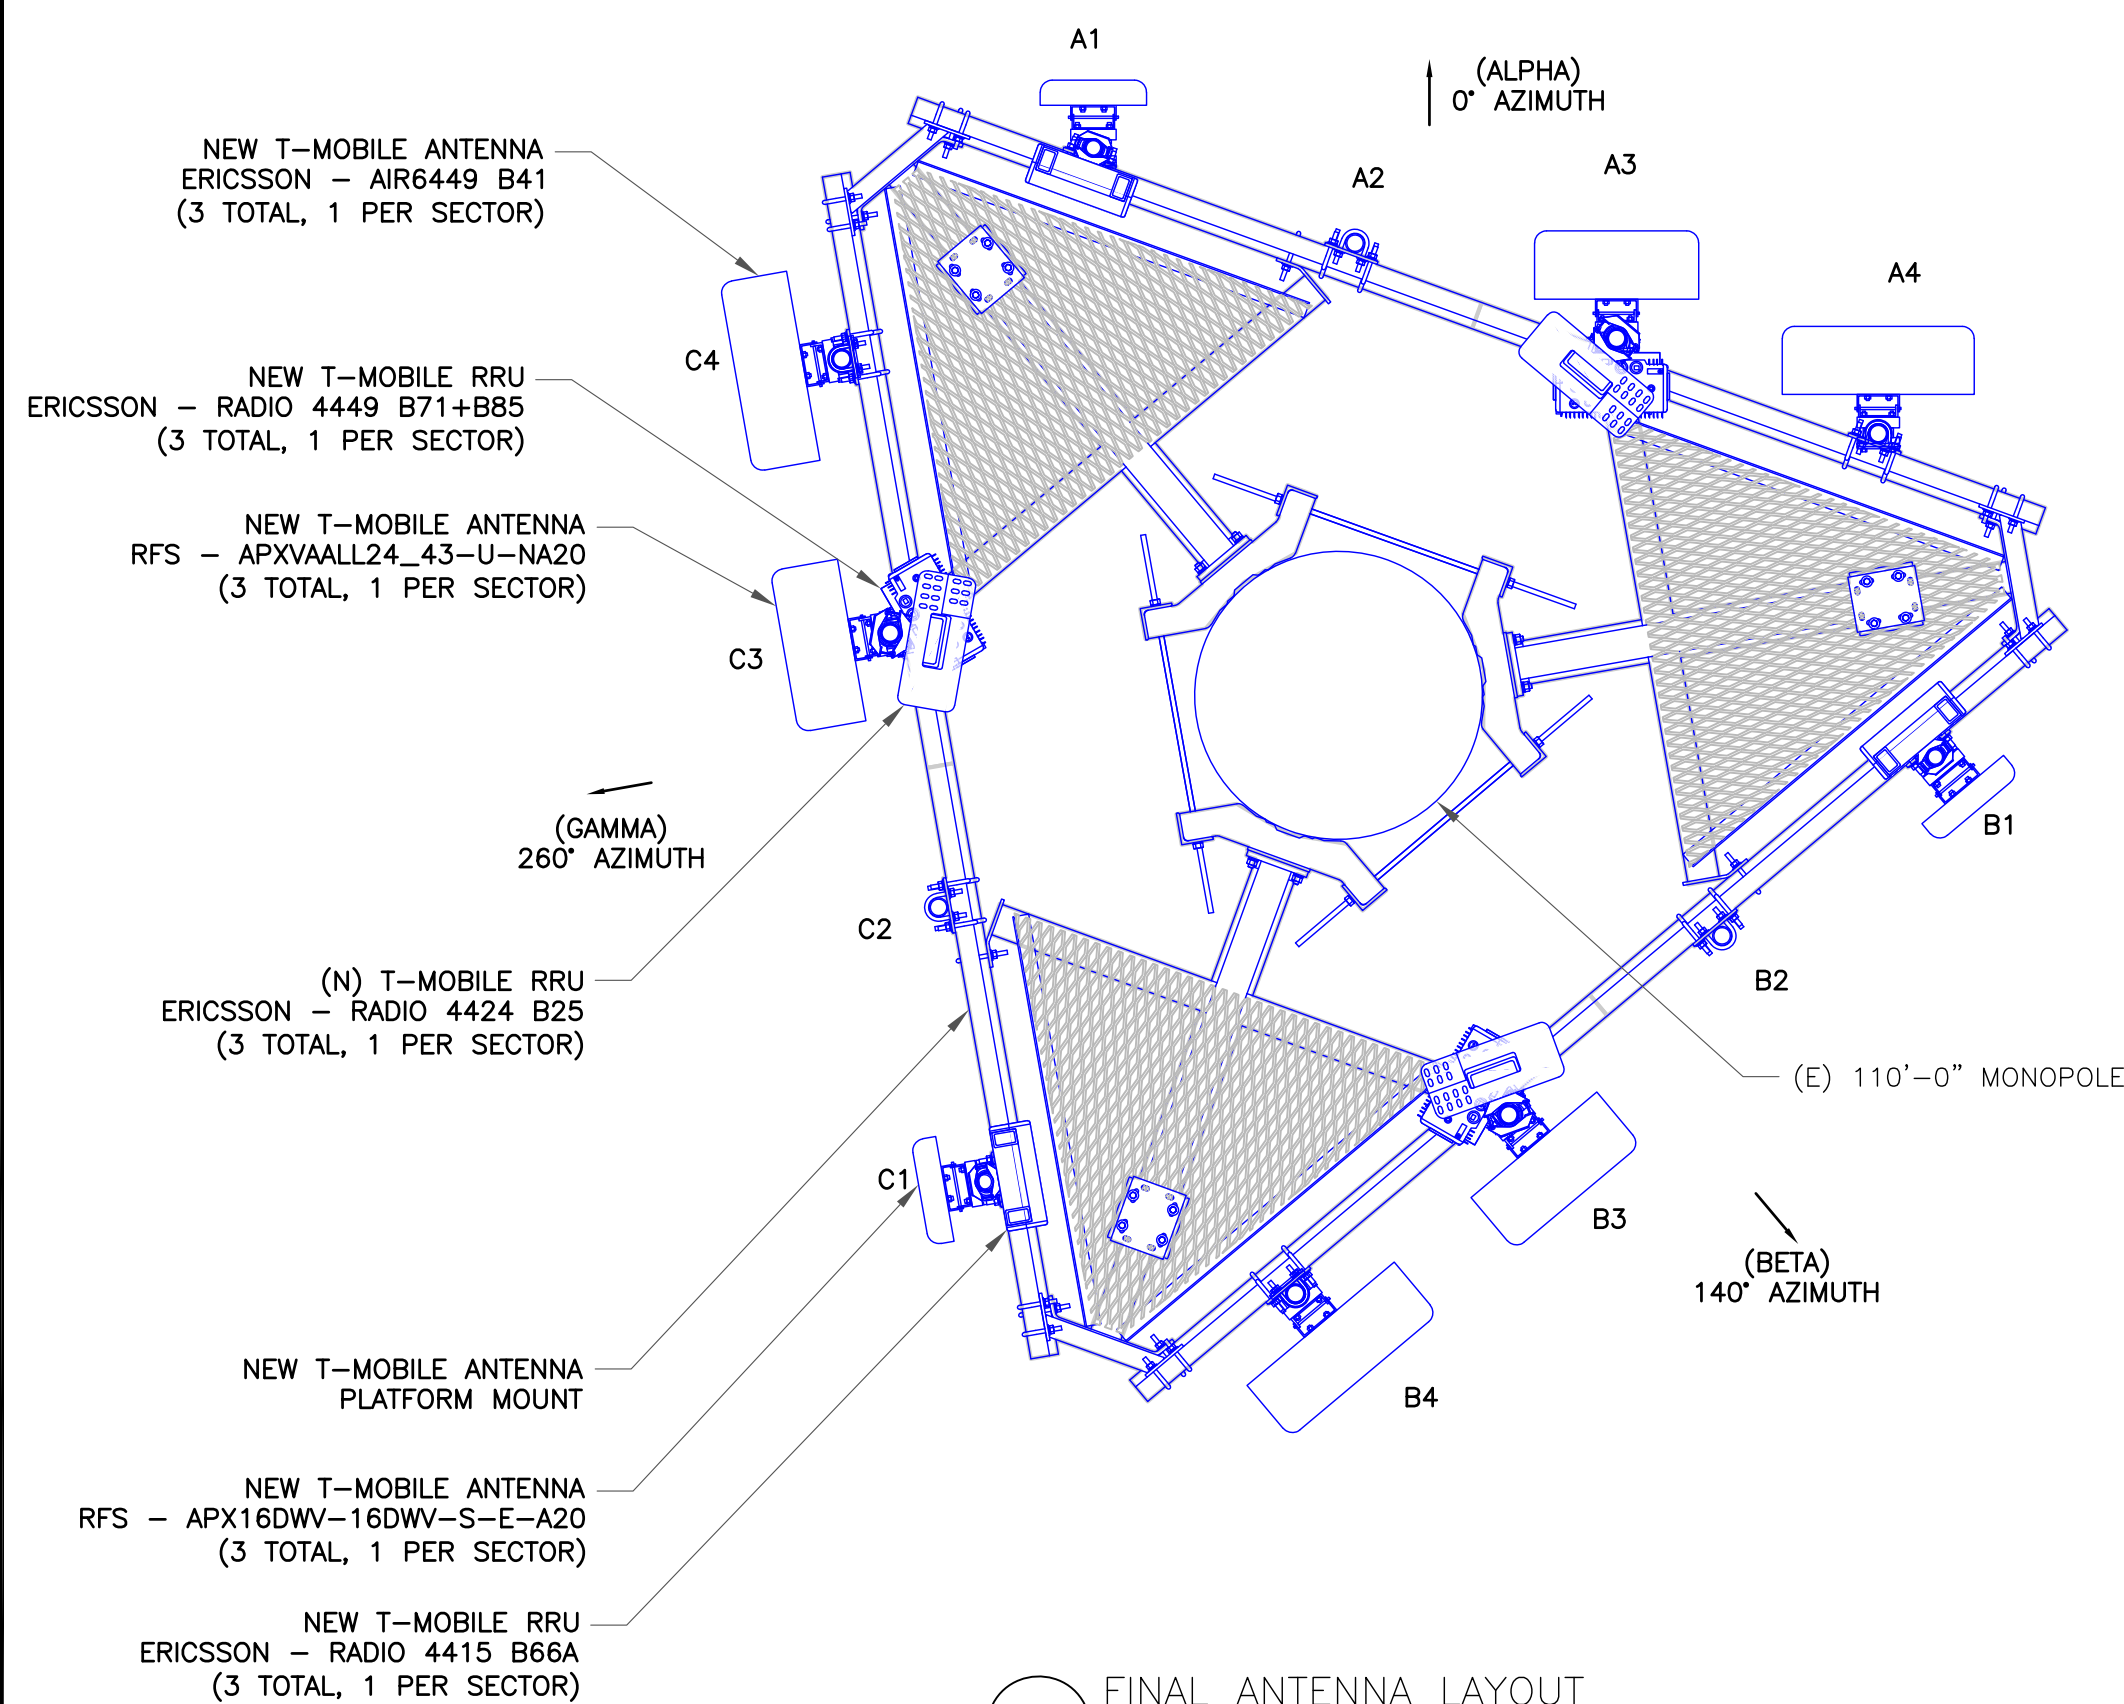 A1
(ALPHA)
0° AZIMUTH
A2
A3
A4
NEW T-MOBILE ANTENNA
ERICSSON - AIR6449 B41
(3 TOTAL, 1 PER SECTOR)
C4
NEW T-MOBILE RRU
ERICSSON - RADIO 4449 B71+B85
(3 TOTAL, 1 PER SECTOR)
NEW T-MOBILE ANTENNA
RFS - APXVAALL24_43-U-NA20
(3 TOTAL, 1 PER SECTOR)
C3
(GAMMA)
260° AZIMUTH
B1
C2
B2
(N) T-MOBILE RRU
ERICSSON - RADIO 4424 B25
(3 TOTAL, 1 PER SECTOR)
(E) 110'-0" MONOPOLE
C1
B3
(BETA)
140° AZIMUTH
NEW T-MOBILE ANTENNA
PLATFORM MOUNT
B4
NEW T-MOBILE ANTENNA
RFS - APX16DWV-16DWV-S-E-A20
(3 TOTAL, 1 PER SECTOR)
NEW T-MOBILE RRU
ERICSSON - RADIO 4415 B66A
(3 TOTAL, 1 PER SECTOR)
FINAL ANTENNA LAYOUT